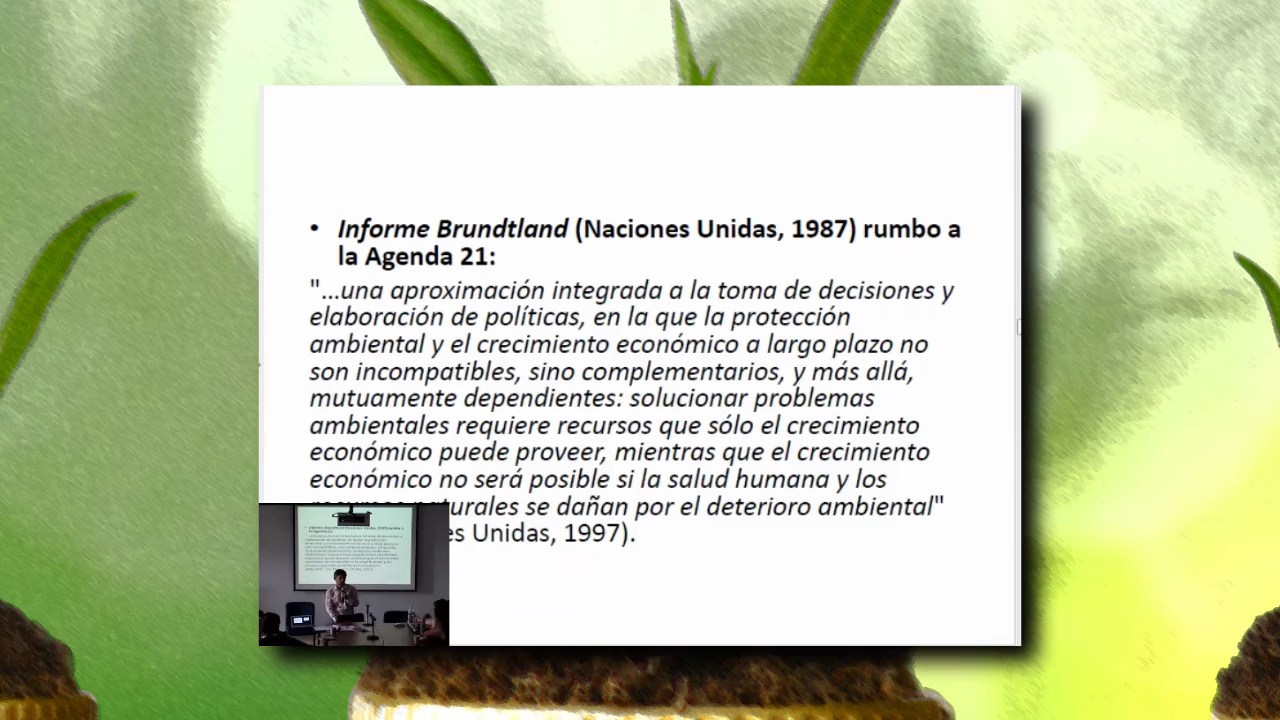 • Informe Brundtland (Naciones Unidas, 1987) rumbo a
la Agenda 21:
"…una aproximación integrada a la toma de decisiones y
elaboración de políticas, en la que la protección
ambiental y el crecimiento económico a largo plazo no
son incompatibles, sino complementarios, y más allá,
mutuamente dependientes: solucionar problemas
ambientales requiere recursos que sólo el crecimiento
económico puede proveer, mientras que el crecimiento
económico no será posible si la salud humana y los
recursos naturales se dañan por el deterioro ambiental"
es Unidas, 1997).